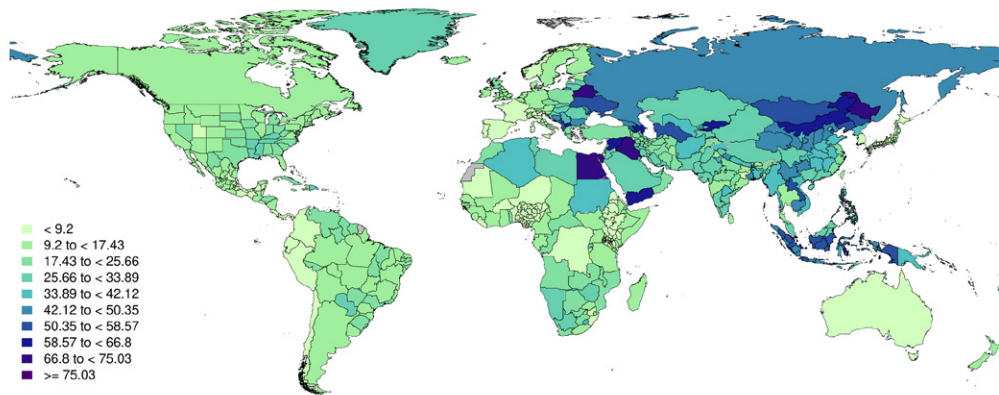 < 9.2
9.2 to < 17.43
17.43 to < 25.66
25.66 to < 33.89
33.89 to < 42.12
42.12 to < 50.35
50.35 to < 58.57
58.57 to < 66.8
66.8 to < 75.03
>= 75.03